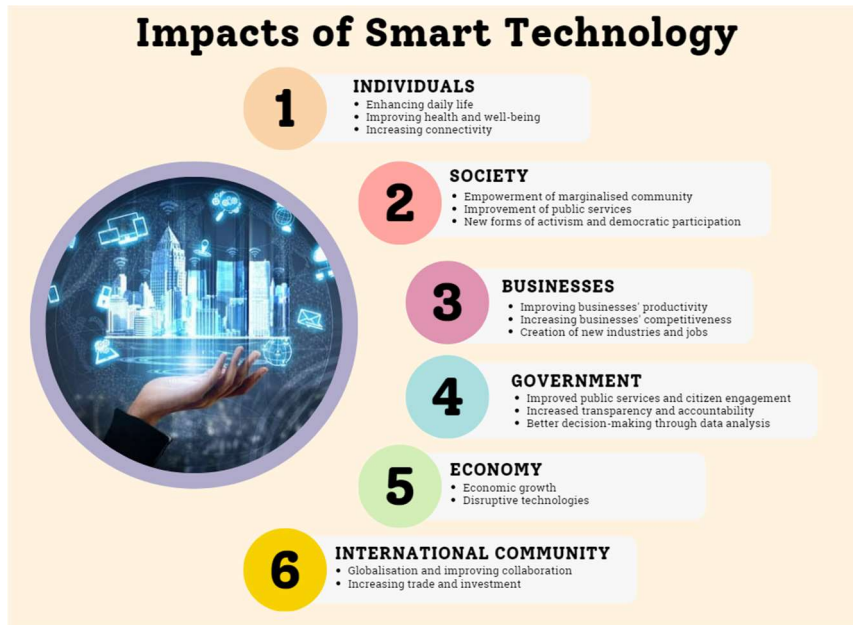 Impacts of Smart Technology
1
INDIVIDUALS
• Enhancing daily life
• Improving health and well-being
• Increasing connectivity
2
SOCIETY
• Empowerment of marginalised community
• Improvement of public services
• New forms of activism and democratic participation
3
BUSINESSES
• Improving businesses' productivity
• Increasing businesses' competitiveness
• Creation of new industries and jobs
4
GOVERNMENT
• Improved public services and citizen engagement
• Increased transparency and accountability
• Better decision-making through data analysis
5
ECONOMY
• Economic growth
• Disruptive technologies
6
INTERNATIONAL COMMUNITY
• Globalisation and improving collaboration
• Increasing trade and investment